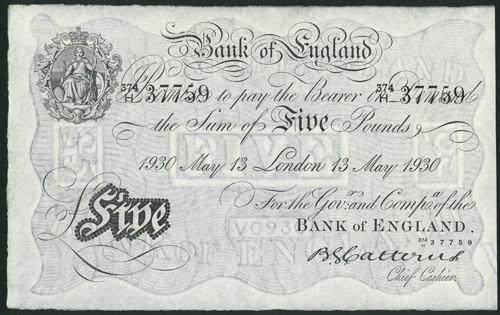 Bank of England
374/H 37759 to pay the Bearer on Demand 374/H 37759
the Sum of Five Pounds
1930 May 13 London 13 May 1930
For the Govr. and Compa. of the
BANK OF ENGLAND.
374 37759
£ Five
B.G. Catterns
Chief Cashier.